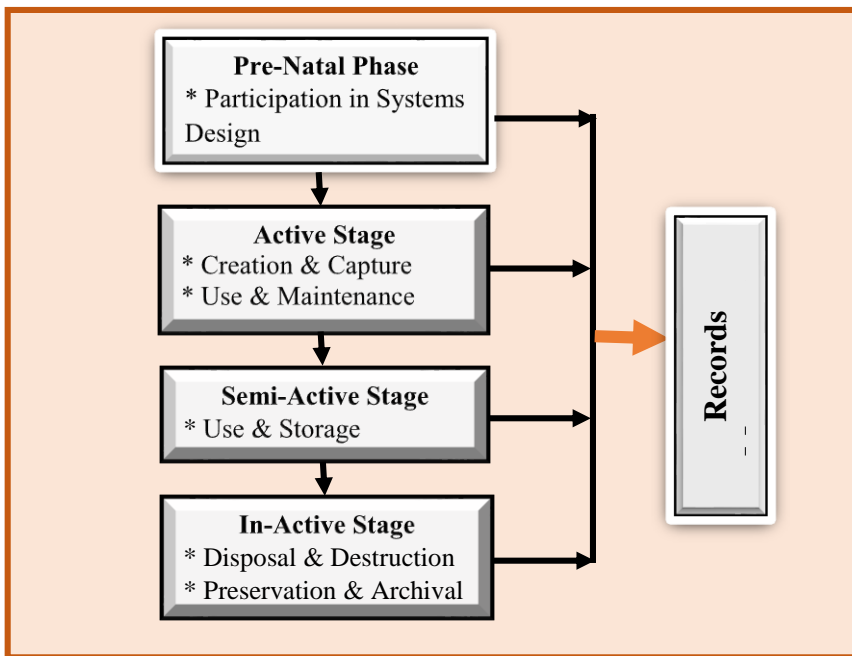 Pre-Natal Phase
* Participation in Systems
Design
Active Stage
* Creation & Capture
* Use & Maintenance
Semi-Active Stage
* Use & Storage
In-Active Stage
* Disposal & Destruction
* Preservation & Archival
Records